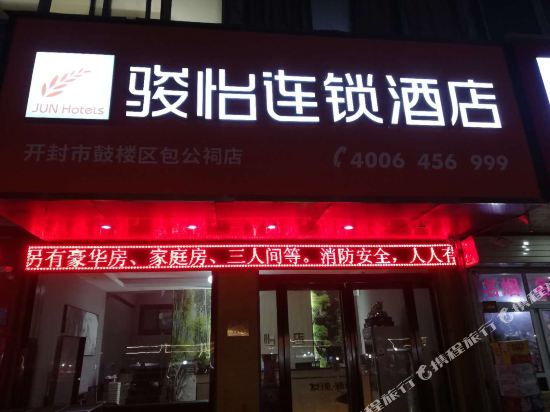 JUN Hotels
骏怡连锁酒店
开封市鼓楼区包公祠店
4006 456 999
另有豪华房、家庭房、三人间等。消防安全，人人有
怡 店
携程旅行